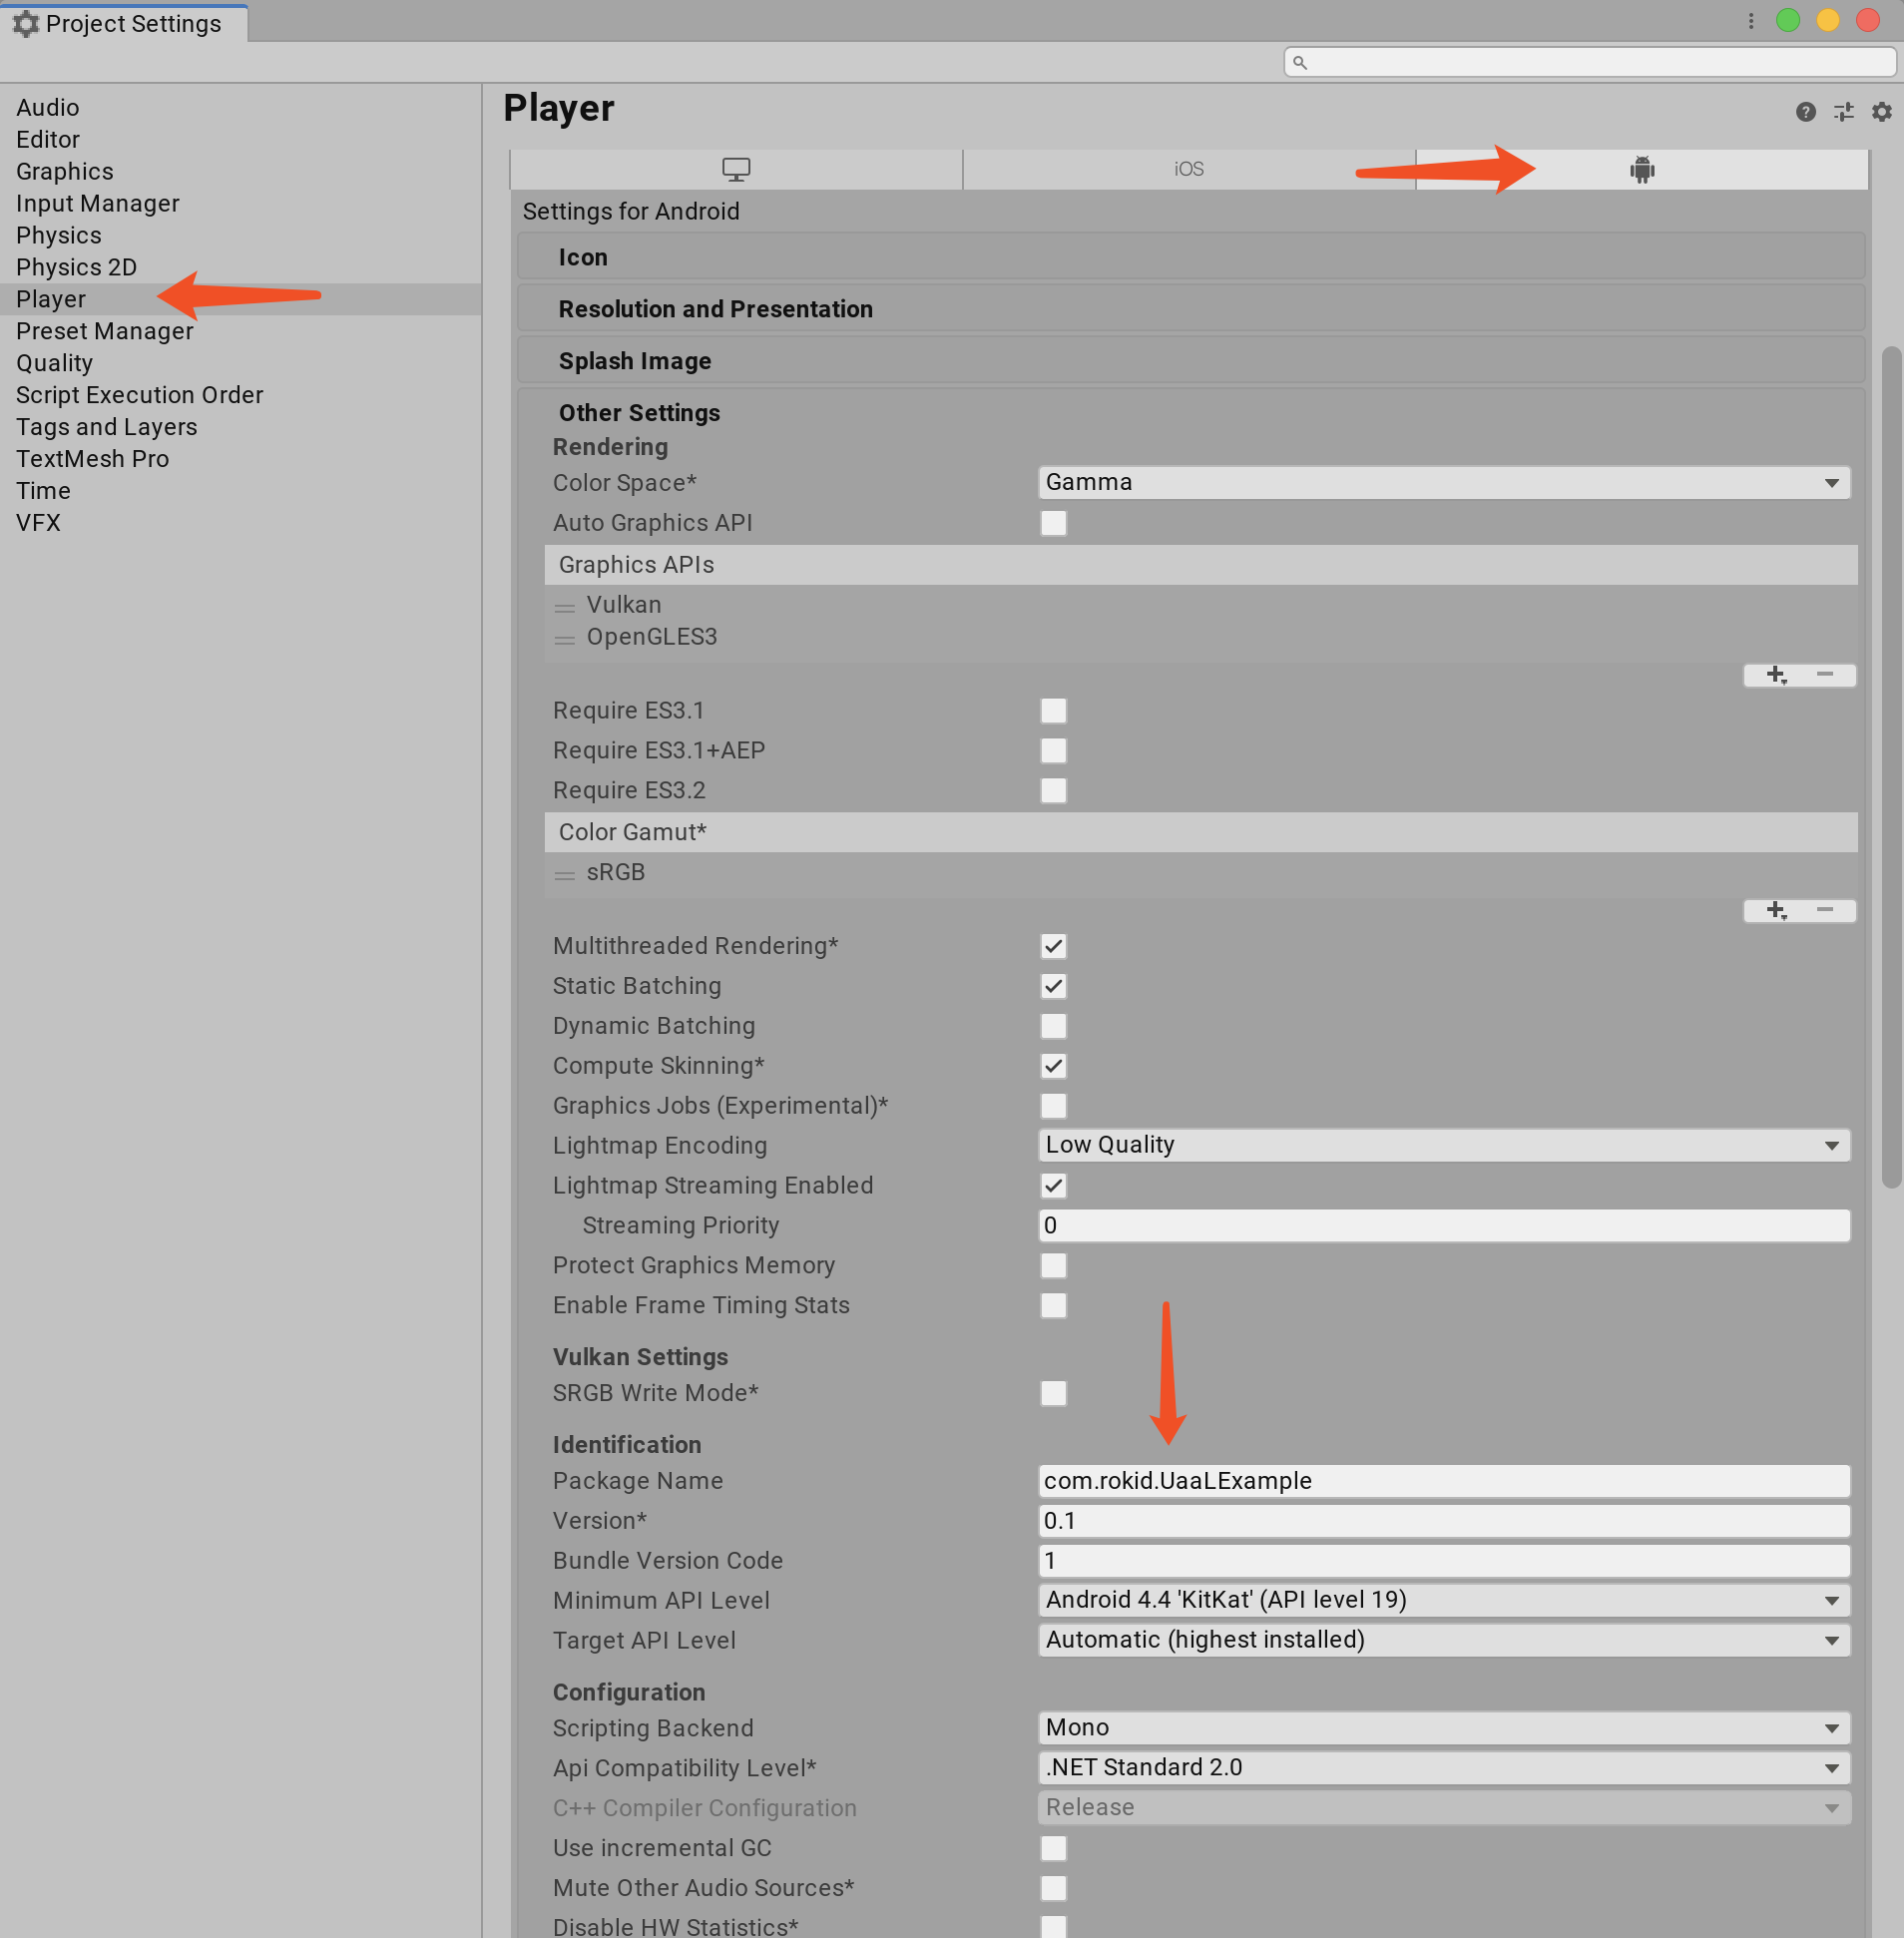 Project Settings
Audio
Editor
Graphics
Input Manager
Physics
Physics 2D
Player
Preset Manager
Quality
Script Execution Order
Tags and Layers
TextMesh Pro
Time
VFX
Player
iOS
Settings for Android
Icon
Resolution and Presentation
Splash Image
Other Settings
Rendering
Color Space* Gamma
Auto Graphics API
Graphics APIs
Vulkan
OpenGLES3
Require ES3.1
Require ES3.1+AEP
Require ES3.2
Color Gamut*
sRGB
Multithreaded Rendering*
Static Batching
Dynamic Batching
Compute Skinning*
Graphics Jobs (Experimental)*
Lightmap Encoding Low Quality
Lightmap Streaming Enabled
Streaming Priority 0
Protect Graphics Memory
Enable Frame Timing Stats
Vulkan Settings
SRGB Write Mode*
Identification
Package Name com.rokid.UaaLExample
Version* 0.1
Bundle Version Code 1
Minimum API Level Android 4.4 'KitKat' (API level 19)
Target API Level Automatic (highest installed)
Configuration
Scripting Backend Mono
Api Compatibility Level* .NET Standard 2.0
C++ Compiler Configuration Release
Use incremental GC
Mute Other Audio Sources*
Disable HW Statistics*